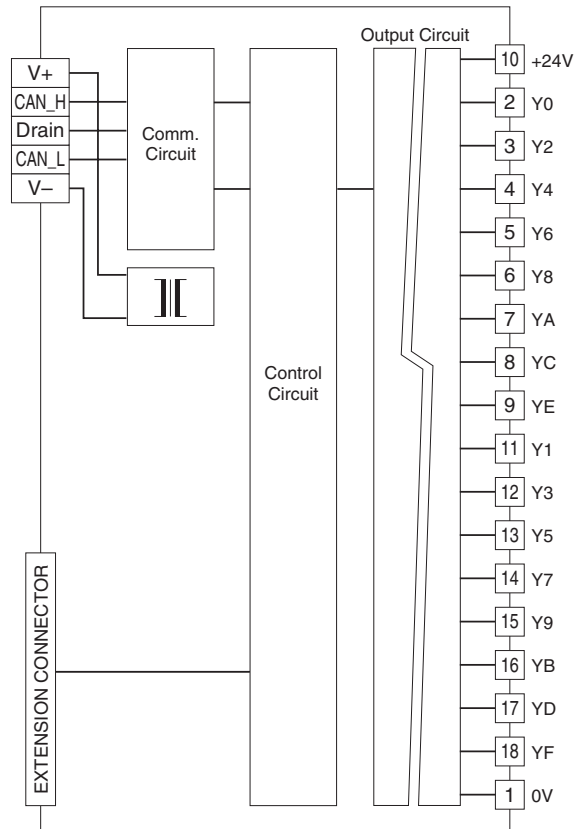 Output Circuit
V+
CAN_H
Drain
CAN_L
V–
Comm.
Circuit
Control
Circuit
EXTENSION CONNECTOR
10 +24V
2 Y0
3 Y2
4 Y4
5 Y6
6 Y8
7 YA
8 YC
9 YE
11 Y1
12 Y3
13 Y5
14 Y7
15 Y9
16 YB
17 YD
18 YF
1 0V